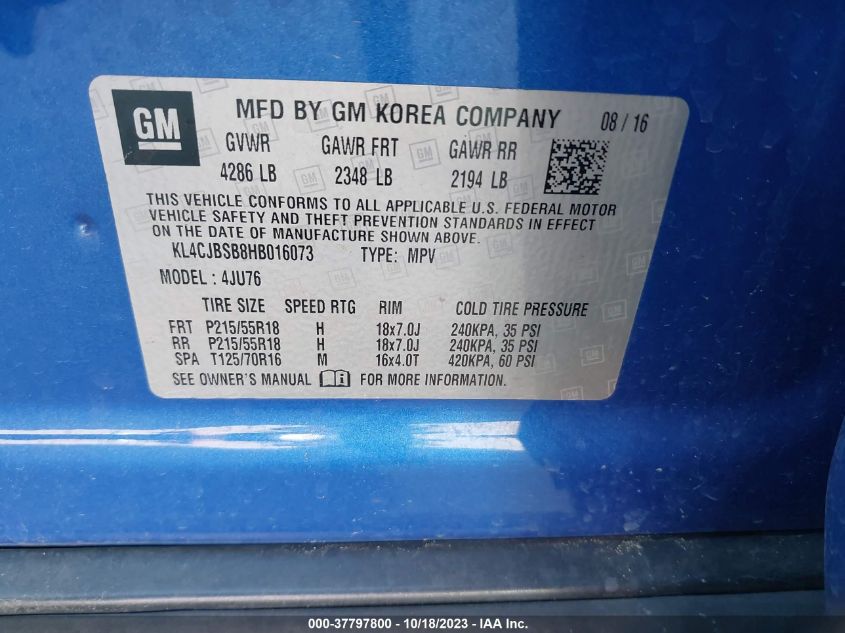 GM MFD BY GM KOREA COMPANY 08 / 16
GVWR GAWR FRT GAWR RR
4286 LB 2348 LB 2194 LB
THIS VEHICLE CONFORMS TO ALL APPLICABLE U.S. FEDERAL MOTOR
VEHICLE SAFETY AND THEFT PREVENTION STANDARDS IN EFFECT
ON THE DATE OF MANUFACTURE SHOWN ABOVE.
KL4CJBSB8HB016073 TYPE: MPV
MODEL : 4JU76
TIRE SIZE SPEED RTG RIM COLD TIRE PRESSURE
FRT P215/55R18 H 18x7.0J 240KPA, 35 PSI
RR P215/55R18 H 18x7.0J 240KPA, 35 PSI
SPA T125/70R16 M 16x4.0T 420KPA, 60 PSI
SEE OWNER'S MANUAL FOR MORE INFORMATION.
000-37797800 - 10/18/2023 - IAA Inc.